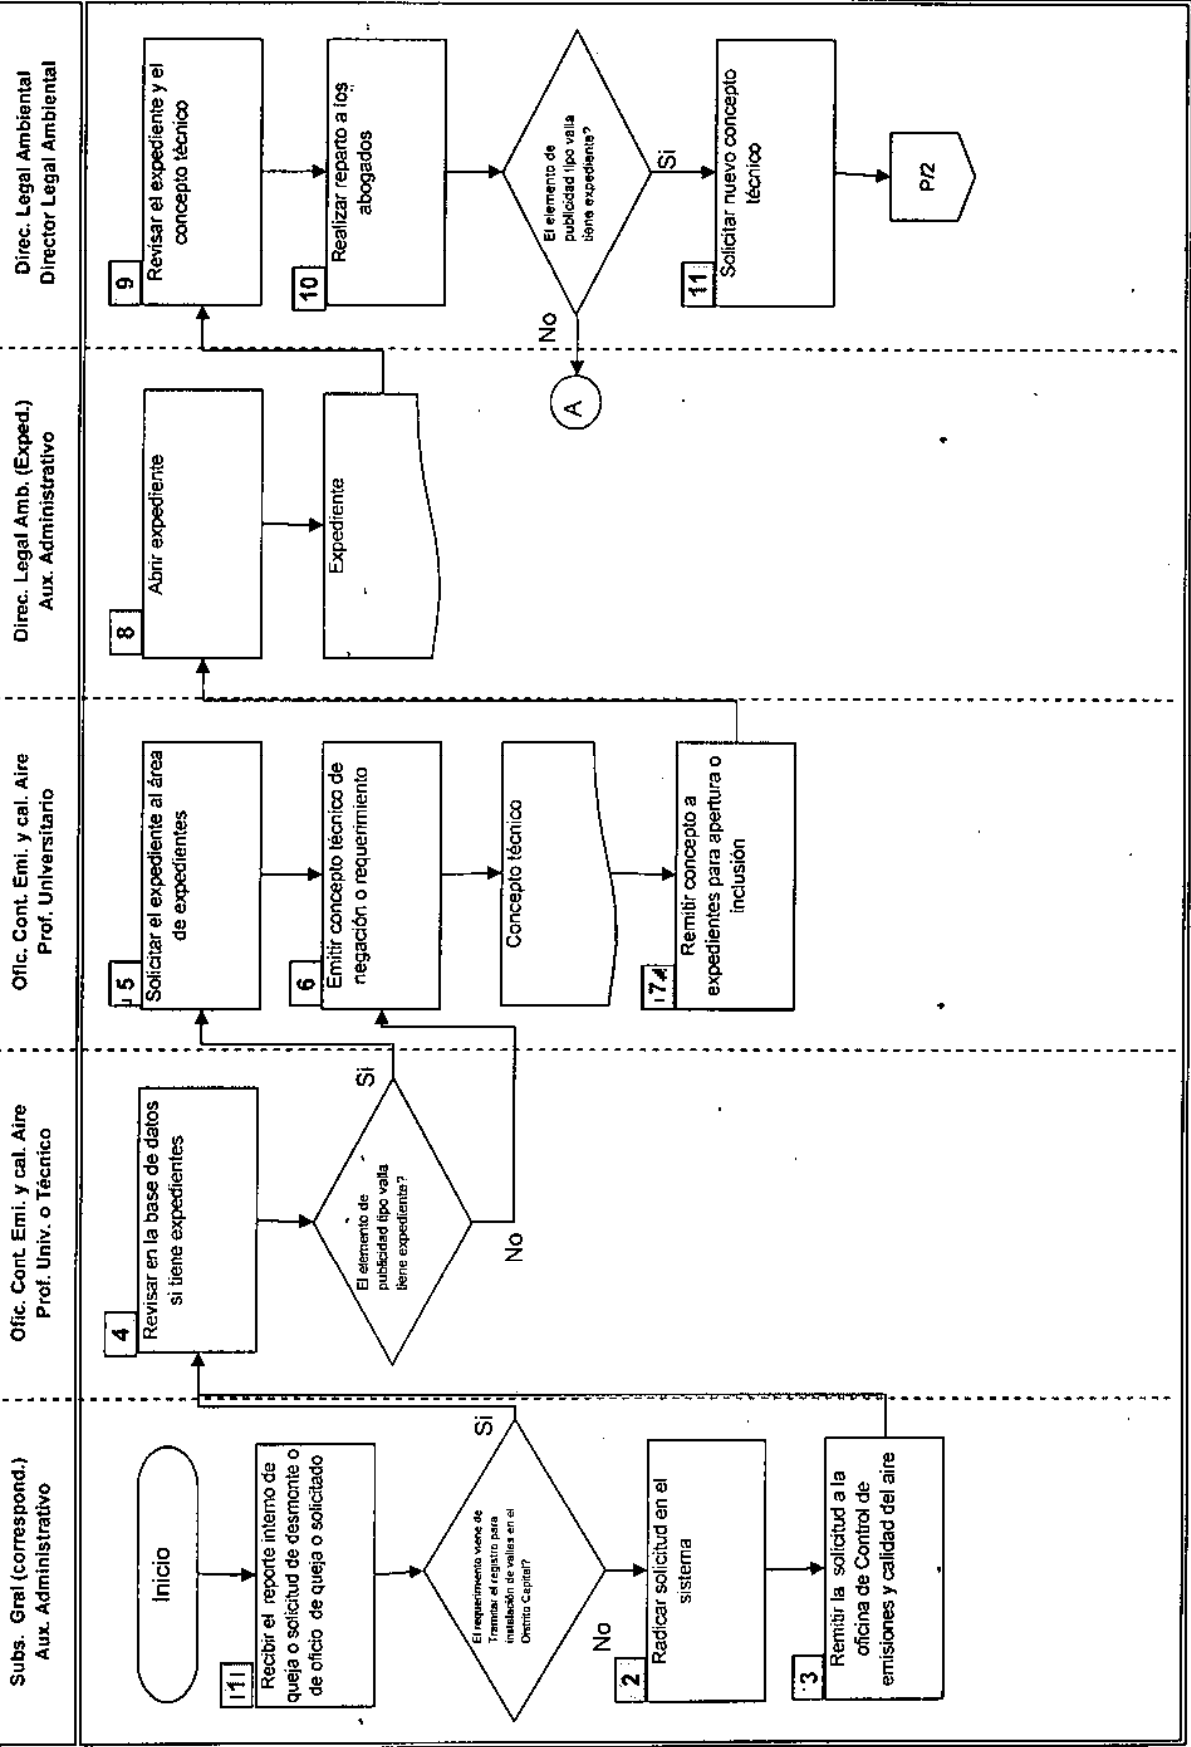 Subs. Gral (correspond.)
Aux. Administrativo
Ofic. Cont. Emi. y cal. Aire
Prof. Univ. o Técnico
Ofic. Cont. Emi. y cal. Aire
Prof. Universitario
Direc. Legal Amb. (Exped.)
Aux. Administrativo
Direc. Legal Ambiental
Director Legal Ambiental
Inicio
1
Recibir el reporte interno de
queja o solicitud de desmonte o
de oficio de queja o solicitado
El requerimiento viene de
Tramitar el registro para
instalación de vallas en el
Distrito Capital?
Si
No
2
Radicar solicitud en el
sistema
3
Remitir la solicitud a la
oficina de Control de
emisiones y calidad del aire
4
Revisar en la base de datos
si tiene expedientes
El elemento de
publicidad tipo valla
tiene expediente?
Si
No
5
Solicitar el expediente al área
de expedientes
6
Emitir concepto técnico de
negación o requerimiento
Concepto técnico
7
Remitir concepto a
expedientes para apertura o
inclusión
8
Abrir expediente
Expediente
9
Revisar el expediente y el
concepto técnico
10
Realizar reparto a los
abogados
El elemento de
publicidad tipo valla
tiene expediente?
No
Si
A
11
Solicitar nuevo concepto
técnico
P/2